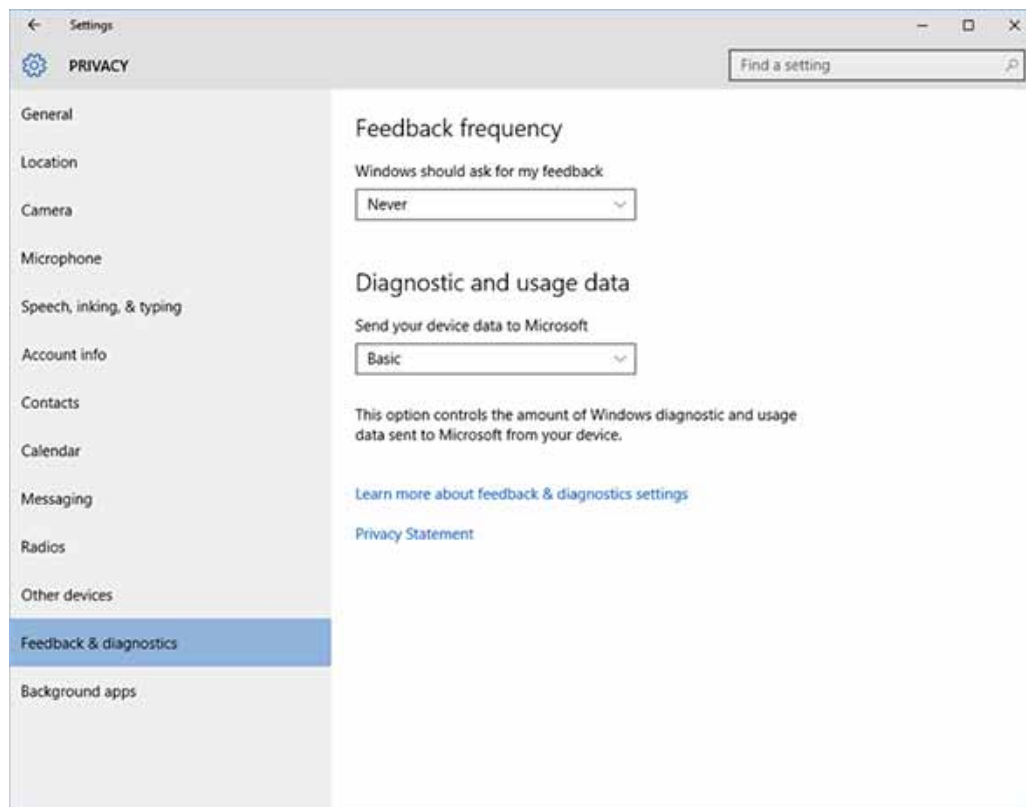 Settings
PRIVACY
Find a setting
General
Location
Camera
Microphone
Speech, inking, & typing
Account info
Contacts
Calendar
Messaging
Radios
Other devices
Feedback & diagnostics
Background apps
Feedback frequency
Windows should ask for my feedback
Never
Diagnostic and usage data
Send your device data to Microsoft
Basic
This option controls the amount of Windows diagnostic and usage
data sent to Microsoft from your device.
Learn more about feedback & diagnostics settings
Privacy Statement